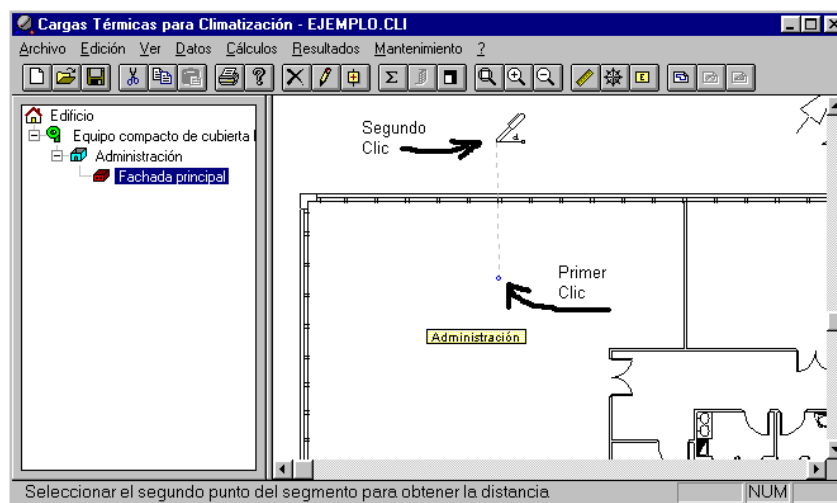 Cargas Térmicas para Climatización - EJEMPLO.CLI
Archivo Edición Ver Datos Cálculos Resultados Mantenimiento ?
Edificio
Equipo compacto de cubierta
Administración
Fachada principal
Segundo
Clic
Primer
Clic
Administración
Seleccionar el segundo punto del segmento para obtener la distancia
NUM